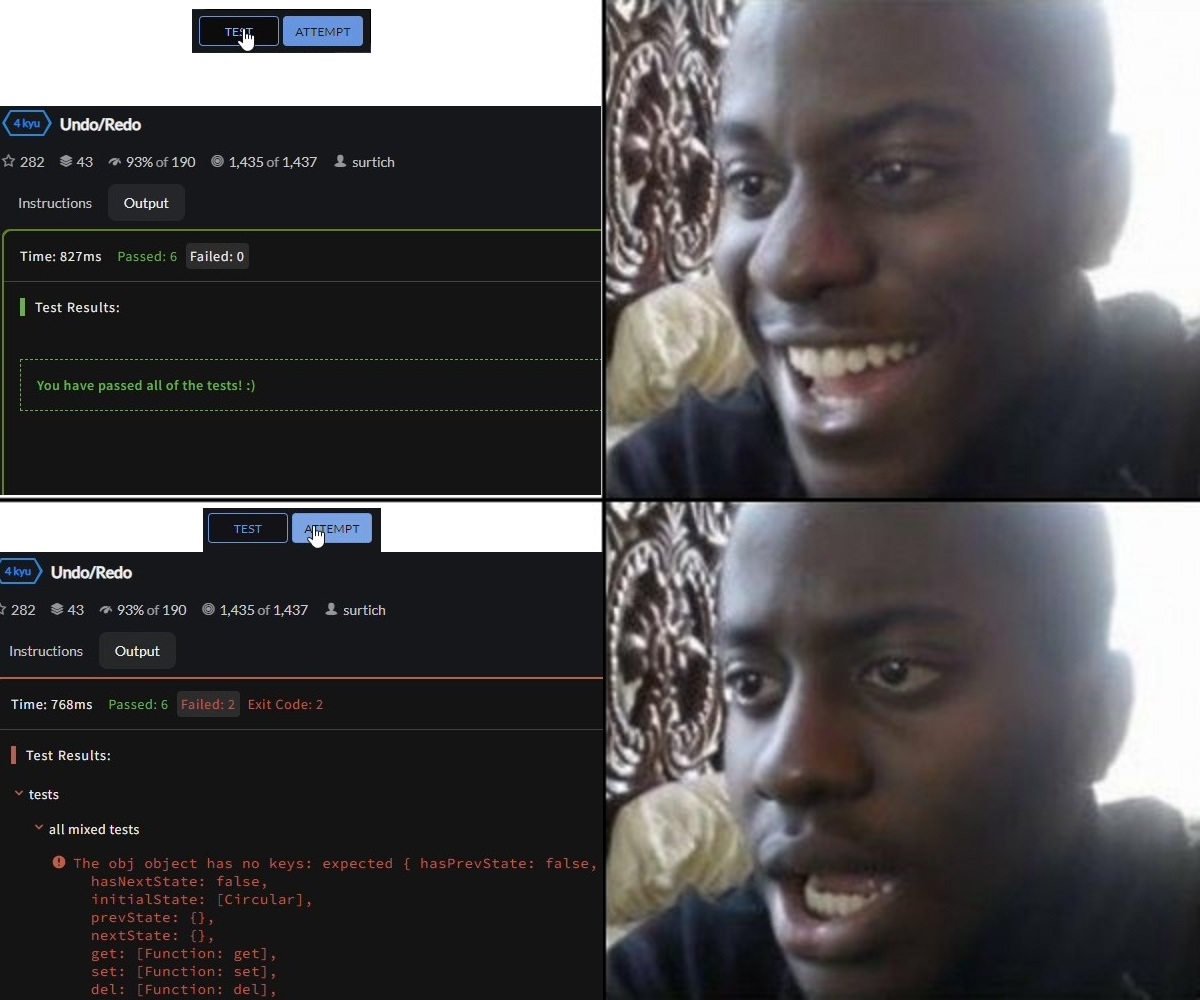 TEST ATTEMPT
4 kyu Undo/Redo
282 43 93% of 190 1,435 of 1,437 surtich
Instructions Output
Time: 827ms Passed: 6 Failed: 0
Test Results:
You have passed all of the tests! :)
TEST ATTEMPT
4 kyu Undo/Redo
282 43 93% of 190 1,435 of 1,437 surtich
Instructions Output
Time: 768ms Passed: 6 Failed: 2 Exit Code: 2
Test Results:
tests
all mixed tests
The obj object has no keys: expected { hasPrevState: false,
hasNextState: false,
initialState: [Circular],
prevState: {},
nextState: {},
get: [Function: get],
set: [Function: set],
del: [Function: del],